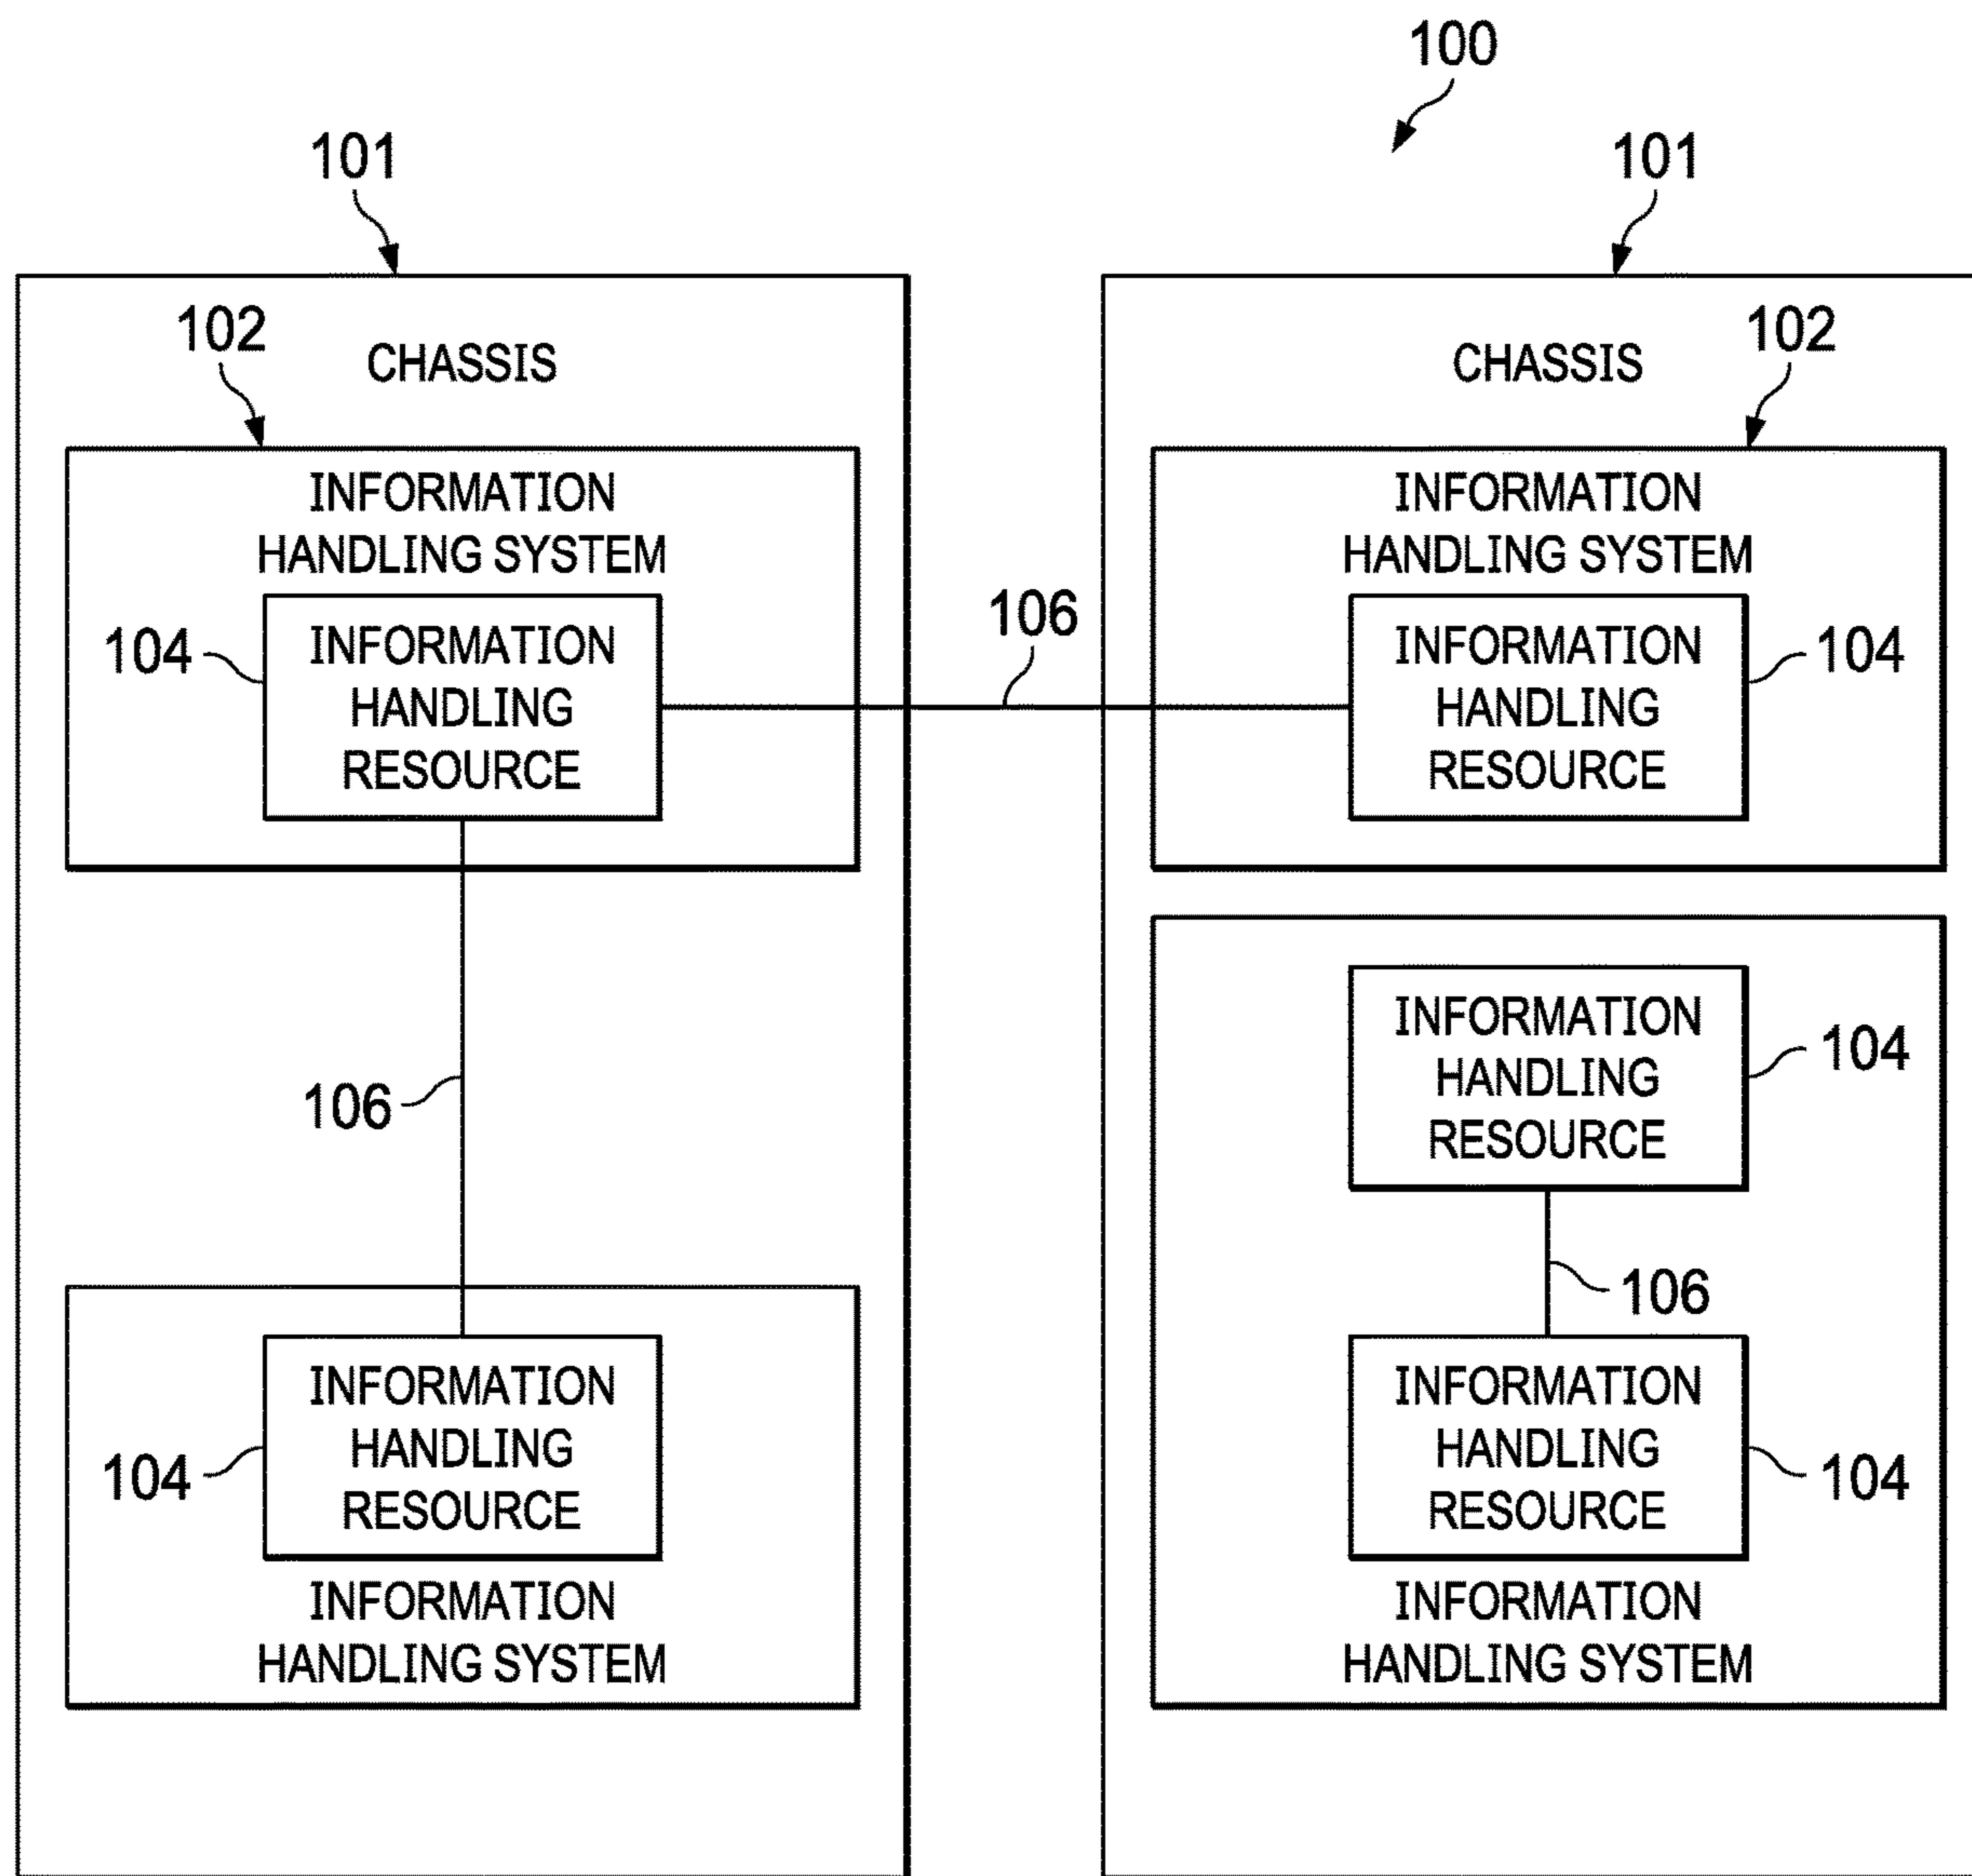 100
101
101
102
CHASSIS
CHASSIS
102
INFORMATION
HANDLING SYSTEM
104
INFORMATION
HANDLING
RESOURCE
106
INFORMATION
HANDLING SYSTEM
INFORMATION
HANDLING
RESOURCE
104
106
INFORMATION
HANDLING
RESOURCE
104
106
104
INFORMATION
HANDLING
RESOURCE
INFORMATION
HANDLING SYSTEM
INFORMATION
HANDLING
RESOURCE
104
INFORMATION
HANDLING SYSTEM